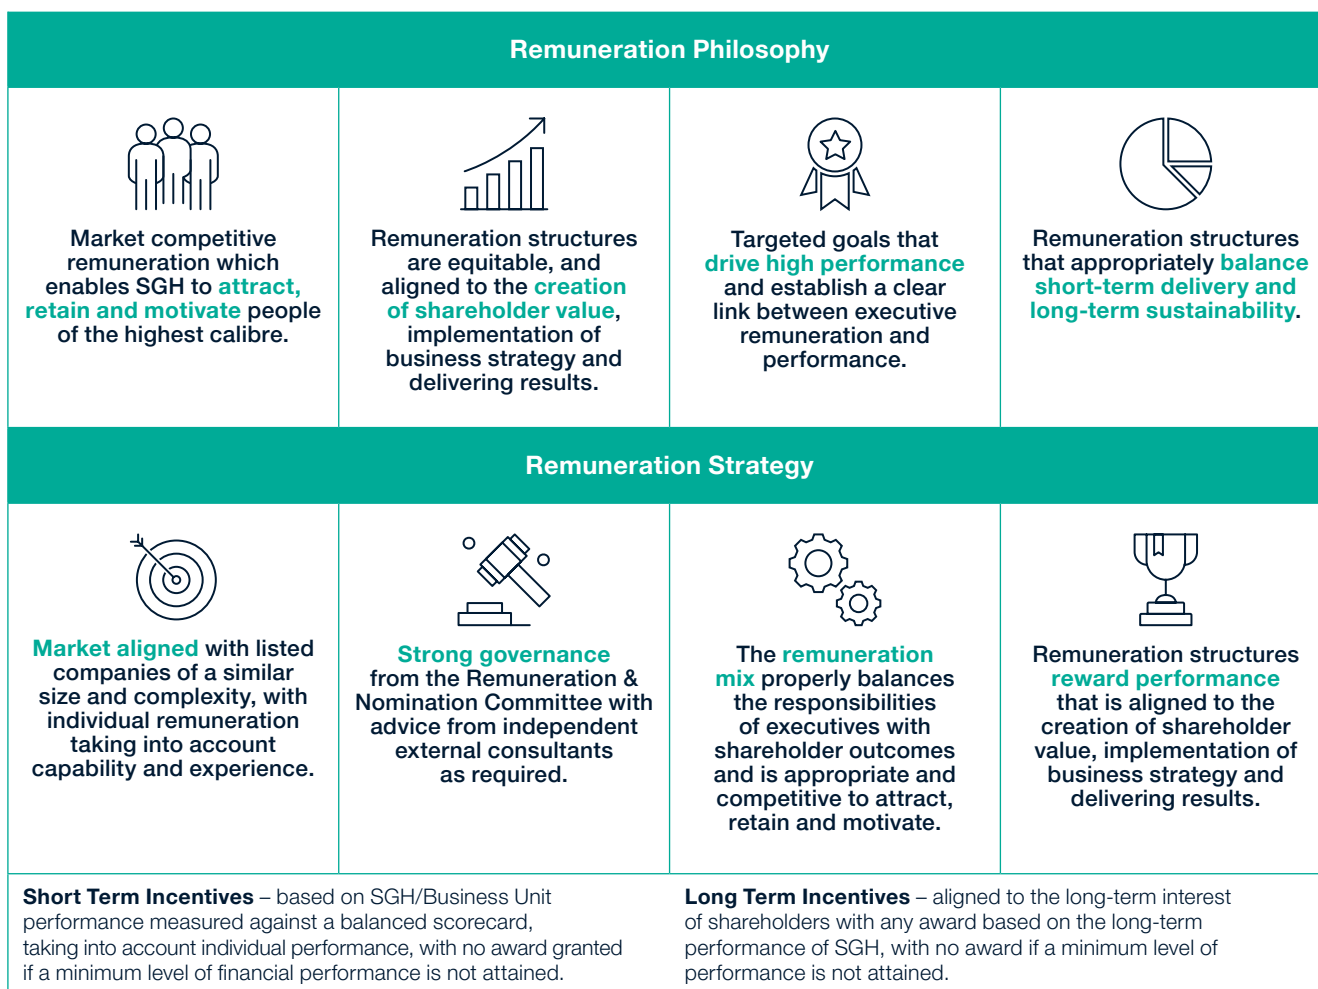 Remuneration Philosophy
Market competitive
remuneration which
enables SGH to attract,
retain and motivate people
of the highest calibre.
Remuneration structures
are equitable, and
aligned to the creation
of shareholder value,
implementation of
business strategy and
delivering results.
Targeted goals that
drive high performance
and establish a clear
link between executive
remuneration and
performance.
Remuneration structures
that appropriately balance
short-term delivery and
long-term sustainability.
Remuneration Strategy
Market aligned with listed
companies of a similar
size and complexity, with
individual remuneration
taking into account
capability and experience.
Strong governance
from the Remuneration &
Nomination Committee with
advice from independent
external consultants
as required.
The remuneration
mix properly balances
the responsibilities
of executives with
shareholder outcomes
and is appropriate and
competitive to attract,
retain and motivate.
Remuneration structures
reward performance
that is aligned to the
creation of shareholder
value, implementation of
business strategy and
delivering results.
Short Term Incentives – based on SGH/Business Unit
performance measured against a balanced scorecard,
taking into account individual performance, with no award granted
if a minimum level of financial performance is not attained.
Long Term Incentives – aligned to the long-term interest
of shareholders with any award based on the long-term
performance of SGH, with no award if a minimum level of
performance is not attained.